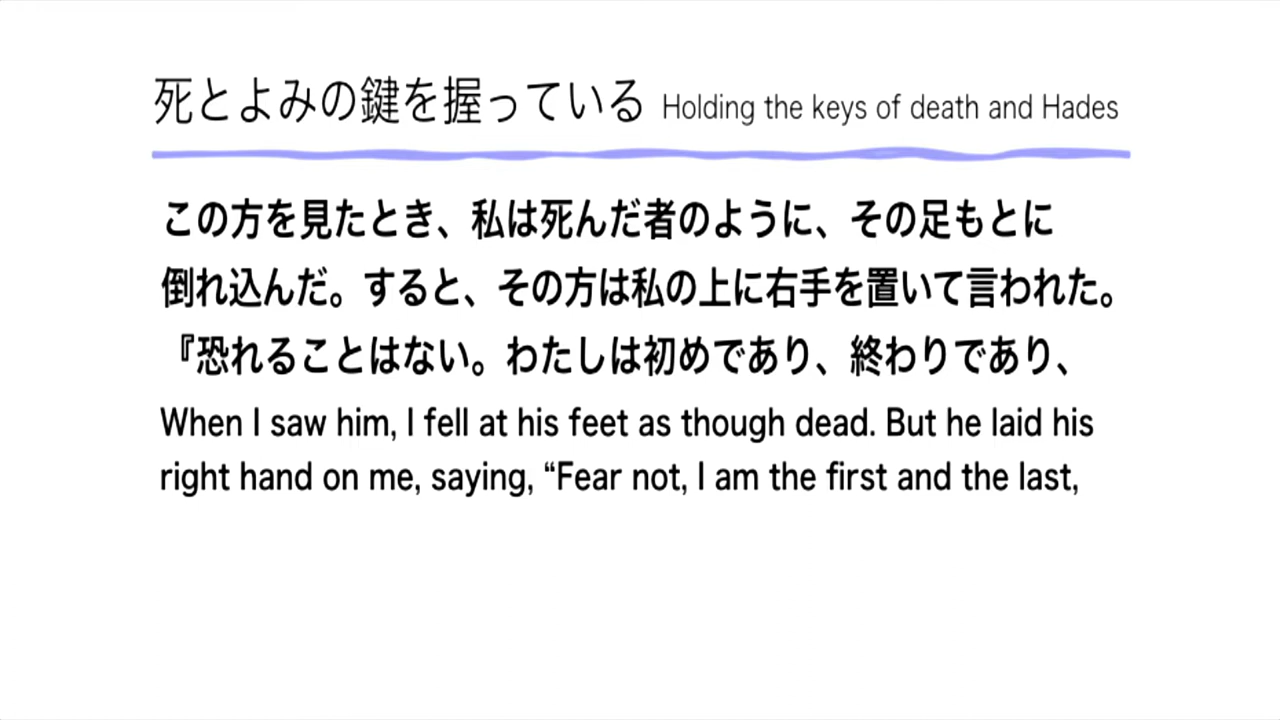 死とよみの鍵を握っている Holding the keys of death and Hades
この方を見たとき、私は死んだ者のように、その足もとに
倒れ込んだ。すると、その方は私の上に右手を置いて言われた。
『恐れることはない。わたしは初めであり、終わりであり、
When I saw him, I fell at his feet as though dead. But he laid his
right hand on me, saying, “Fear not, I am the first and the last,